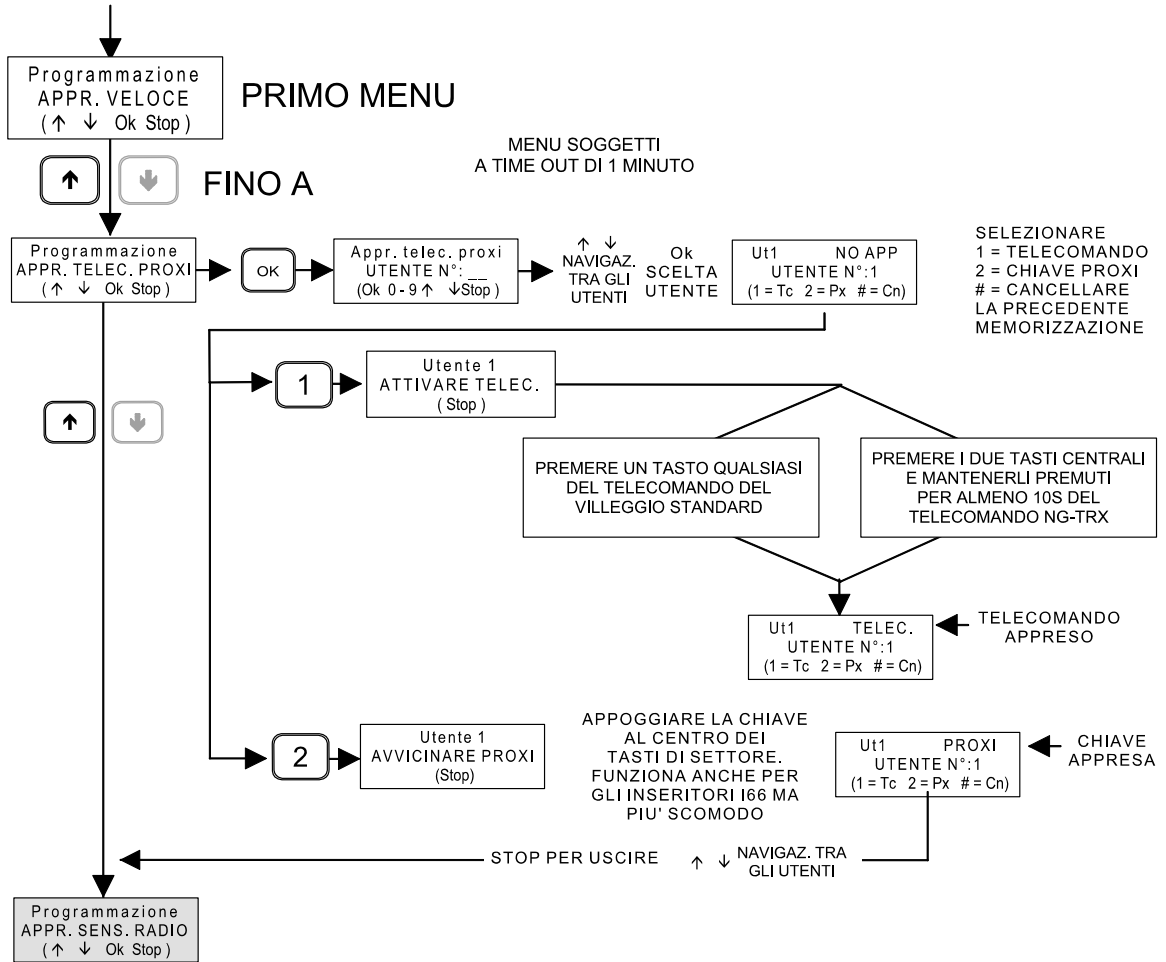 Programmazione
APPR. VELOCE
(↑ ↓ Ok Stop)
PRIMO MENU
MENU SOGGETTI
A TIME OUT DI 1 MINUTO
FINO A
Programmazione
APPR. TELEC. PROXI
(↑ ↓ Ok Stop)
OK
Appr. telec. proxi
UTENTE N°: __
(Ok 0-9 ↑ ↓Stop)
↑ ↓
NAVIGAZ.
TRA GLI
UTENTI
Ok
SCELTA
UTENTE
Ut1 NO APP
UTENTE N°:1
(1 = Tc 2 = Px # = Cn)
SELEZIONARE
1 = TELECOMANDO
2 = CHIAVE PROXI
# = CANCELLARE
LA PRECEDENTE
MEMORIZZAZIONE
1
Utente 1
ATTIVARE TELEC.
(Stop)
PREMERE UN TASTO QUALSIASI
DEL TELECOMANDO DEL
VILLEGGIO STANDARD
PREMERE I DUE TASTI CENTRALI
E MANTENERLI PREMUTI
PER ALMENO 10S DEL
TELECOMANDO NG-TRX
Ut1 TELEC.
UTENTE N°:1
(1 = Tc 2 = Px # = Cn)
TELECOMANDO
APPRESO
2
Utente 1
AVVICINARE PROXI
(Stop)
APPOGGIARE LA CHIAVE
AL CENTRO DEI
TASTI DI SETTORE.
FUNZIONA ANCHE PER
GLI INSERITORI I66 MA
PIU' SCOMODO
Ut1 PROXI
UTENTE N°:1
(1 = Tc 2 = Px # = Cn)
CHIAVE
APPRESA
STOP PER USCIRE ↑ ↓ NAVIGAZ. TRA
GLI UTENTI
Programmazione
APPR. SENS. RADIO
(↑ ↓ Ok Stop)